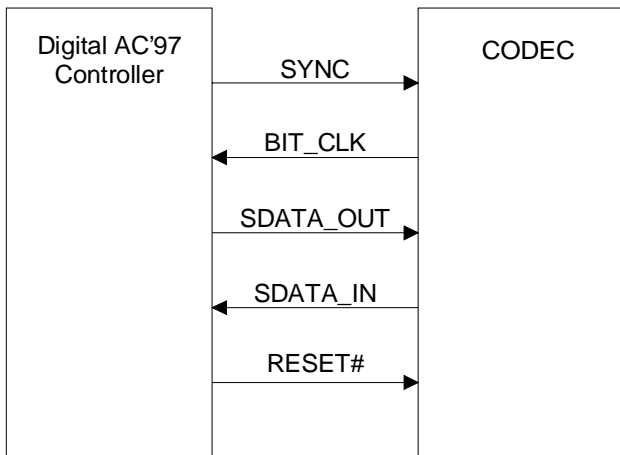 Digital AC'97
Controller
CODEC
SYNC
BIT_CLK
SDATA_OUT
SDATA_IN
RESET#